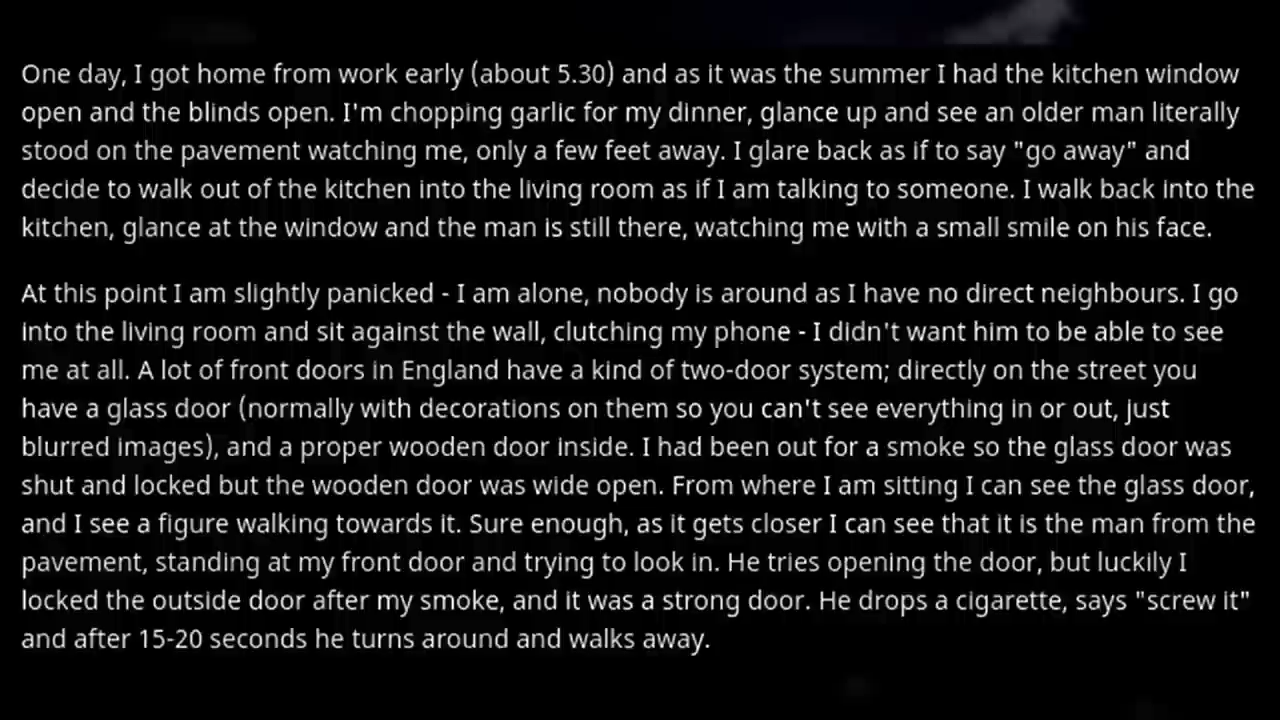 One day, I got home from work early (about 5.30) and as it was the summer I had the kitchen window
open and the blinds open. I'm chopping garlic for my dinner, glance up and see an older man literally
stood on the pavement watching me, only a few feet away. I glare back as if to say "go away" and
decide to walk out of the kitchen into the living room as if I am talking to someone. I walk back into the
kitchen, glance at the window and the man is still there, watching me with a small smile on his face.
At this point I am slightly panicked - I am alone, nobody is around as I have no direct neighbours. I go
into the living room and sit against the wall, clutching my phone - I didn't want him to be able to see
me at all. A lot of front doors in England have a kind of two-door system; directly on the street you
have a glass door (normally with decorations on them so you can't see everything in or out, just
blurred images), and a proper wooden door inside. I had been out for a smoke so the glass door was
shut and locked but the wooden door was wide open. From where I am sitting I can see the glass door,
and I see a figure walking towards it. Sure enough, as it gets closer I can see that it is the man from the
pavement, standing at my front door and trying to look in. He tries opening the door, but luckily I
locked the outside door after my smoke, and it was a strong door. He drops a cigarette, says "screw it"
and after 15-20 seconds he turns around and walks away.